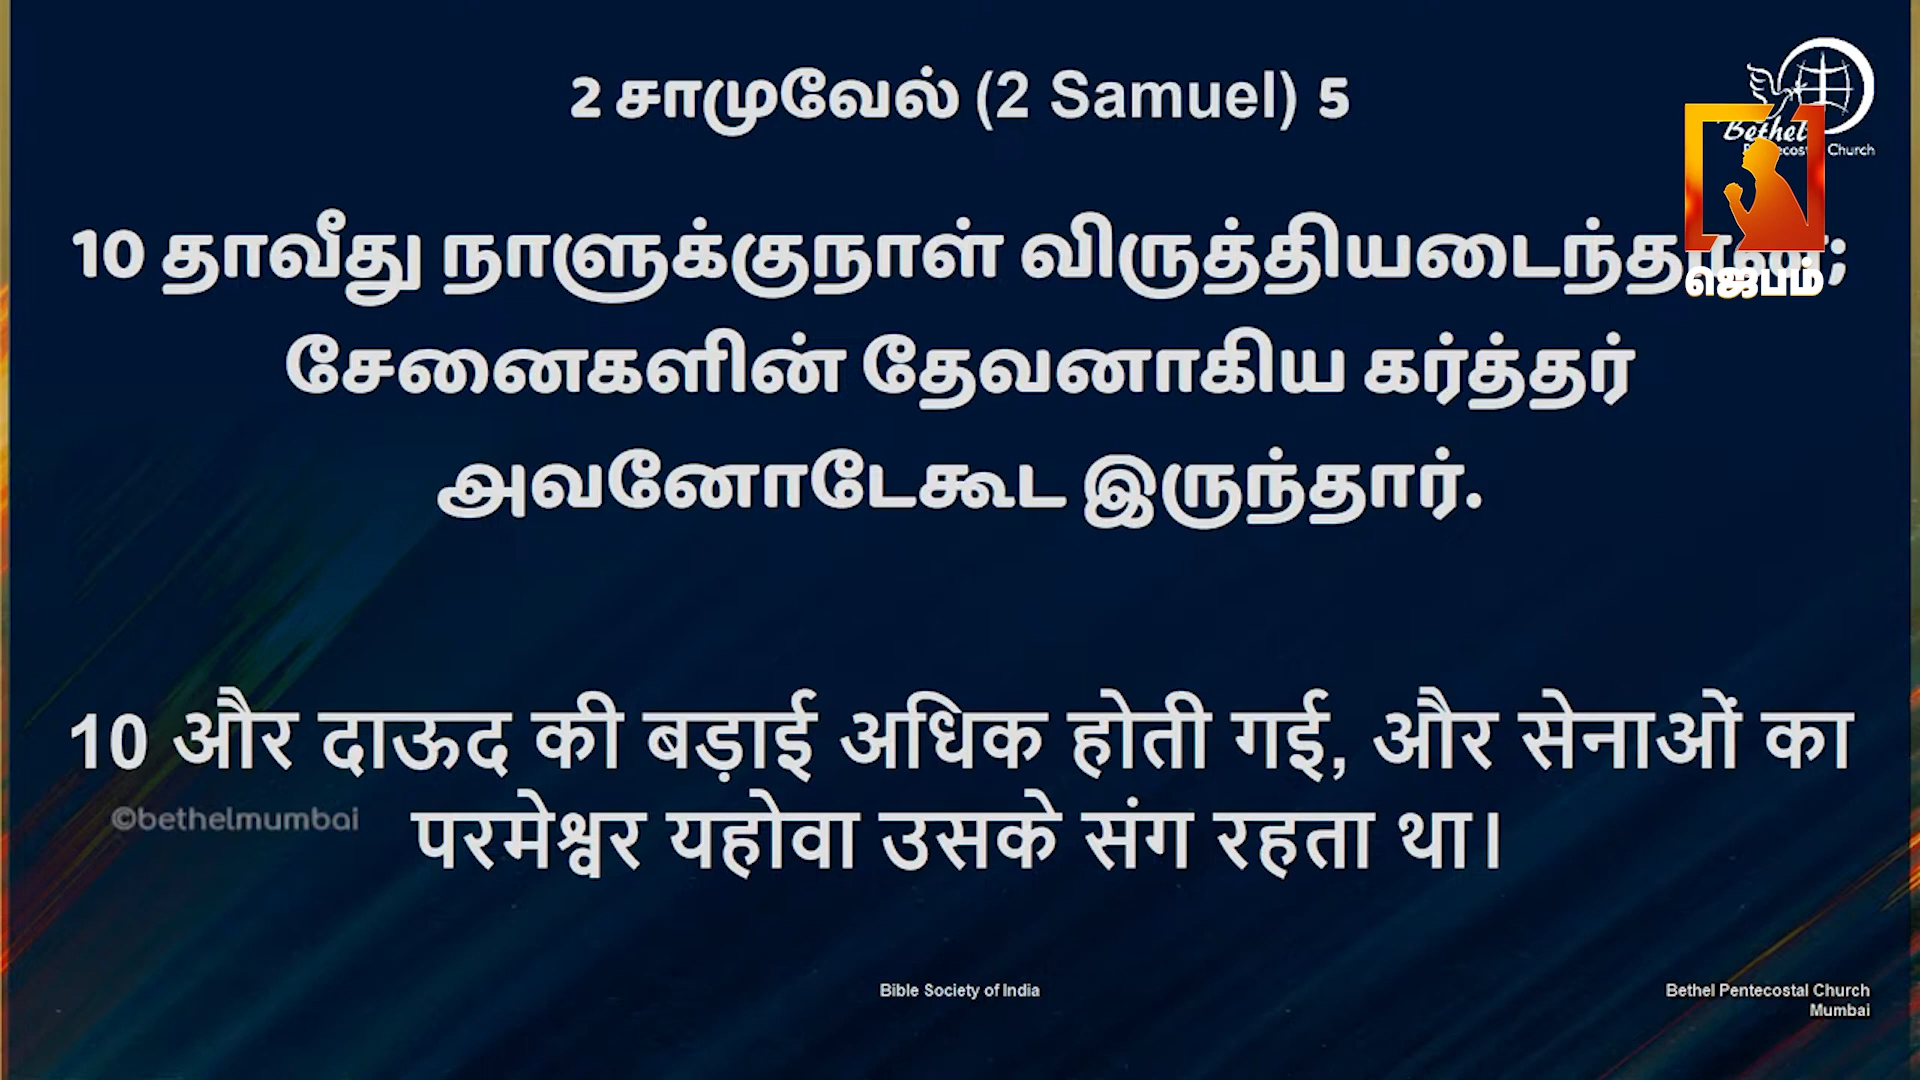 2 சாமுவேல் (2 Samuel) 5
Bethel
Church
10 தாவீது நாளுக்குநாள் விருத்தியடைந்தான்;
ஜெபம்
சேனைகளின் தேவனாகிய கர்த்தர்
அவனோடேகூட இருந்தார்.
10 और दाऊद की बड़ाई अधिक होती गई, और सेनाओं का
परमेश्वर यहोवा उसके संग रहता था।
©bethelmumbai
Bible Society of India
Bethel Pentecostal Church
Mumbai